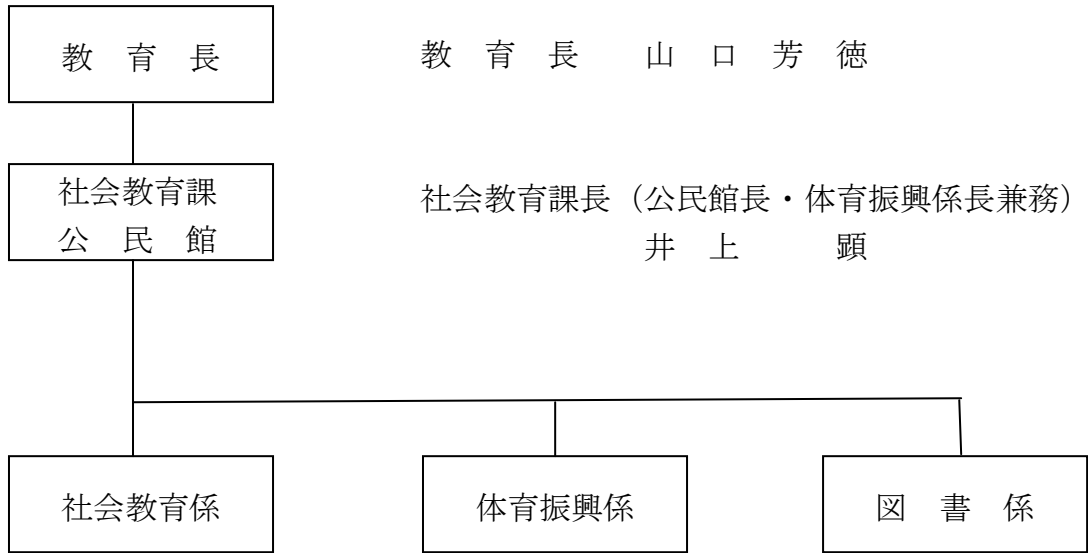 教　育　長
教　育　長　　山　口　芳　徳
社会教育課
公　民　館
社会教育課長（公民館長・体育振興係長兼務）
井　上　　　顕
社会教育係
体育振興係
図　書　係